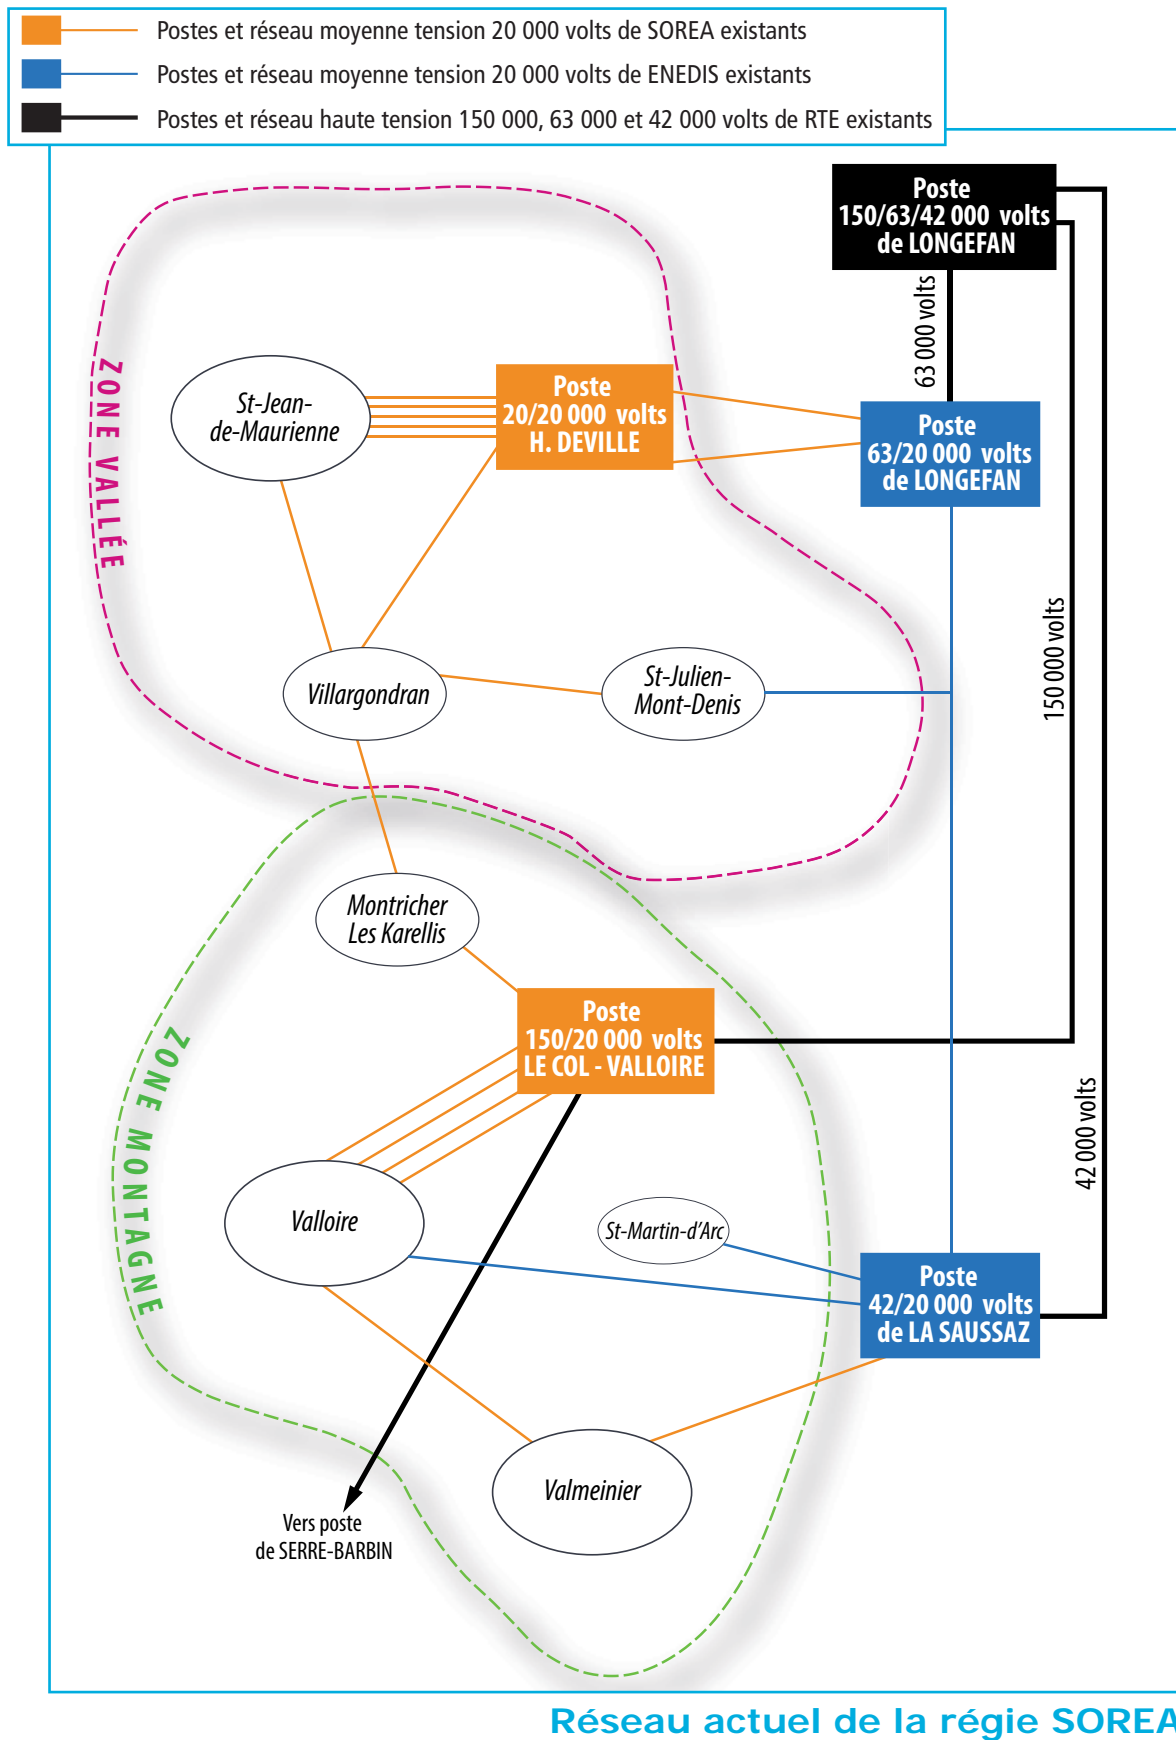 Postes et réseau moyenne tension 20 000 volts de SOREA existants
Postes et réseau moyenne tension 20 000 volts de ENEDIS existants
Postes et réseau haute tension 150 000, 63 000 et 42 000 volts de RTE existants
Poste
150/63/42 000 volts
de LONGEFAN
63 000 volts
ZONE VALLÉE
St-Jean-
de-Maurienne
Poste
20/20 000 volts
H. DEVILLE
Poste
63/20 000 volts
de LONGEFAN
150 000 volts
Villargondran
St-Julien-
Mont-Denis
Montricher
Les Karellis
Poste
150/20 000 volts
LE COL - VALLOIRE
ZONE MONTAGNE
42 000 volts
Valloire
St-Martin-d'Arc
Poste
42/20 000 volts
de LA SAUSSAZ
Valmeinier
Vers poste
de SERRE-BARBIN
Réseau actuel de la régie SOREA